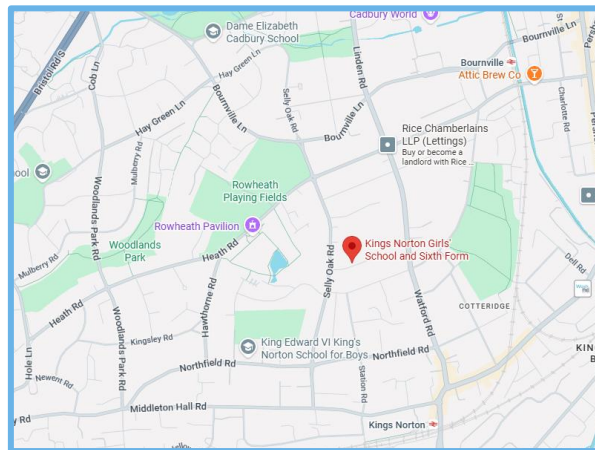 Cadbury World
Dame Elizabeth
Cadbury School
Bristol Rd S
Cob Ln
Hay Green Ln
Hay Green Ln
Bournville Ln
Selly Oak Rd
Linden Rd
Bournville Ln
Bournville
Attic Brew Co
Charlotte Rd
Mulberry Rd
Woodlands Park Rd
Rice Chamberlains
LLP (Lettings)
Buy or become a
landlord with Rice ...
Bournville Ln
Rowheath
Playing Fields
Rowheath Pavilion
Woodlands
Park
Mulberry Rd
Heath Rd
Kings Norton Girls'
School and Sixth Form
Selly Oak Rd
Watford Rd
Dell Rd
COTTERIDGE
Heath Rd
Woodlands Park Rd
Hawthorne Rd
Hole Ln
Kingsley Rd
King Edward VI King's
Norton School for Boys
Northfield Rd
Northfield Rd
Newent Rd
Station Rd
Middleton Hall Rd
Kings Norton